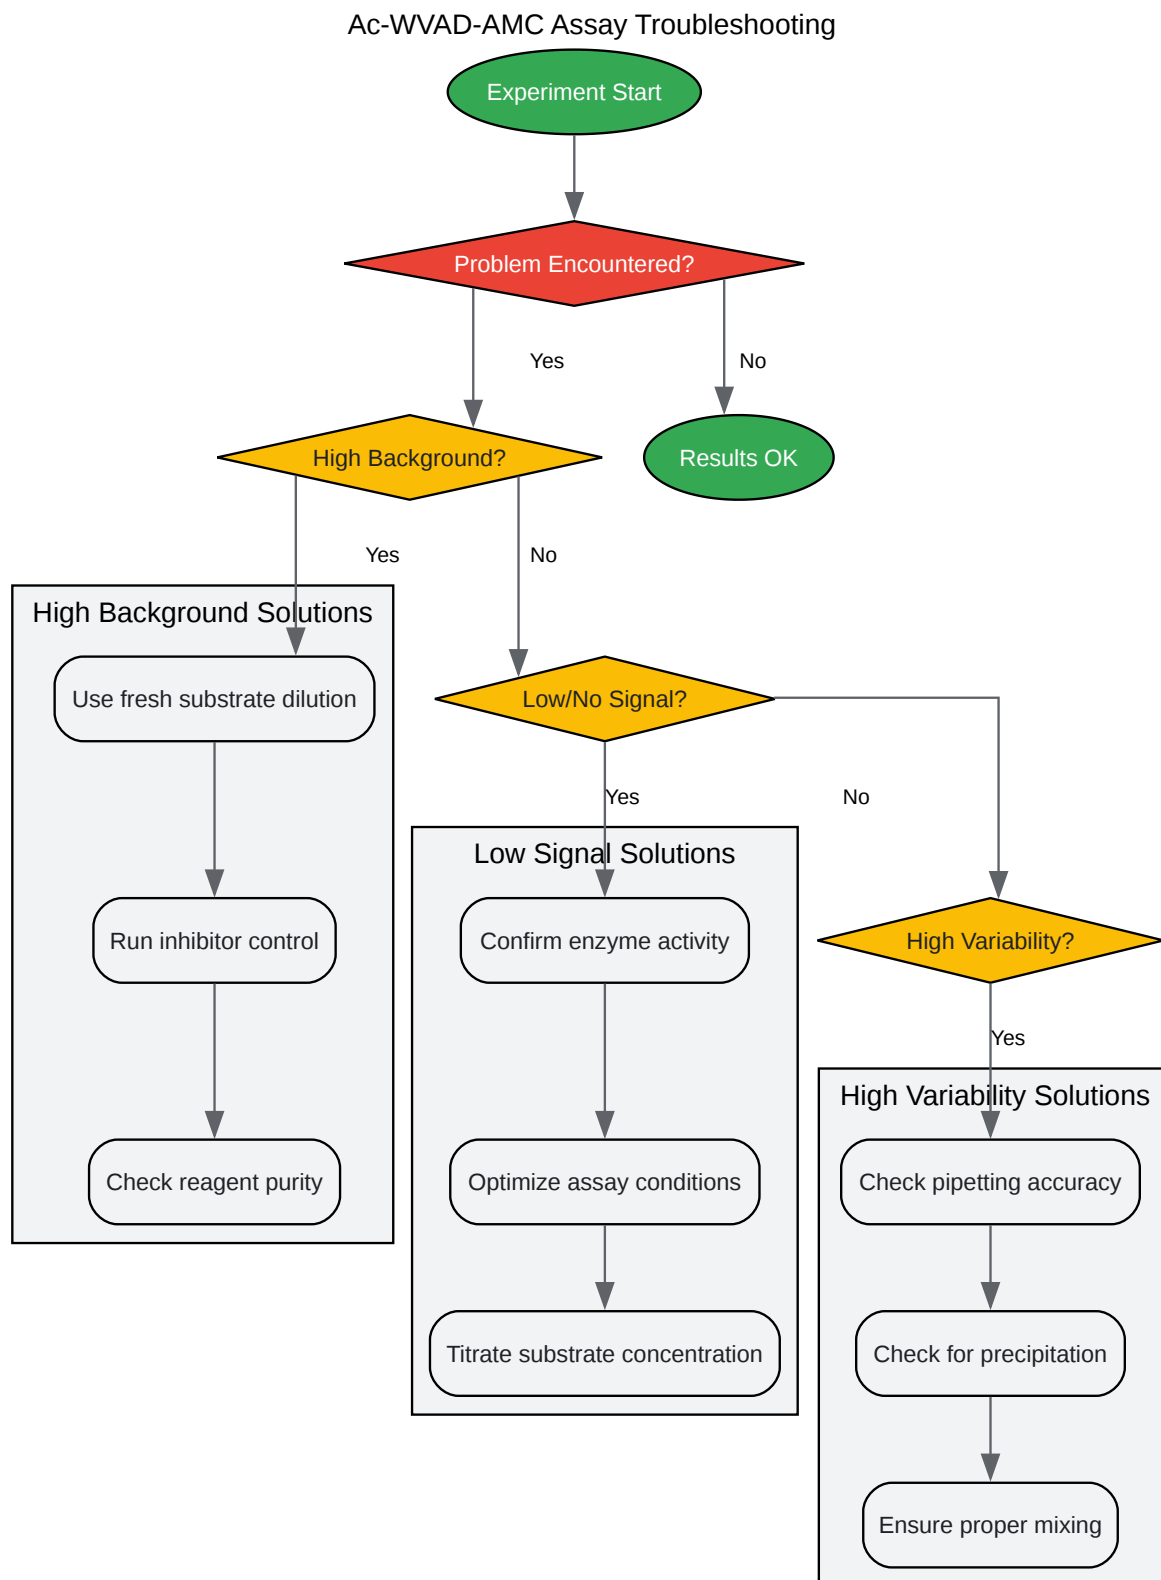 Ac-WVAD-AMC Assay Troubleshooting
Experiment Start
Problem Encountered?
Yes
No
High Background?
Results OK
Yes
No
High Background Solutions
Use fresh substrate dilution
Low/No Signal?
Yes
No
Low Signal Solutions
Run inhibitor control
Confirm enzyme activity
High Variability?
Yes
High Variability Solutions
Check reagent purity
Optimize assay conditions
Check pipetting accuracy
Titrate substrate concentration
Check for precipitation
Ensure proper mixing